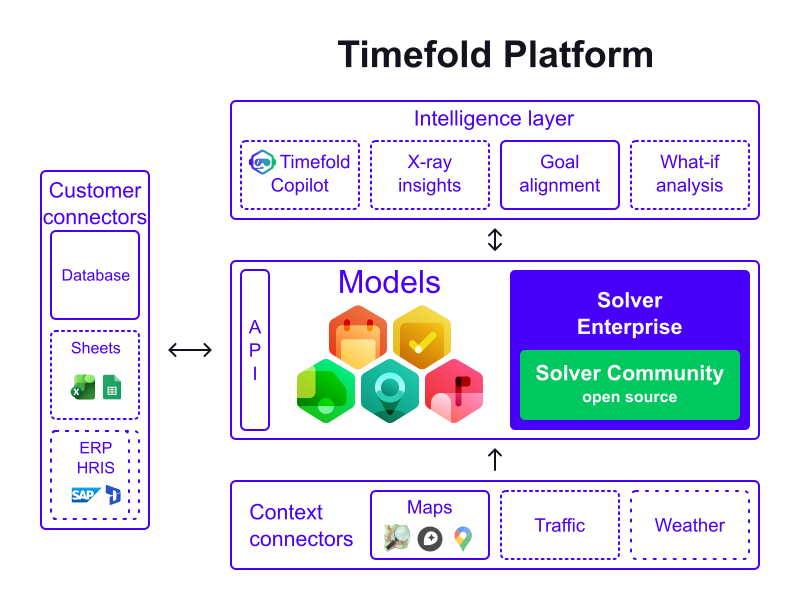 Timefold Platform
Intelligence layer
Timefold
Copilot
X-ray
insights
Goal
alignment
What-if
analysis
Customer
connectors
Database
Sheets
X
ERP
HRIS
SAP
API
Models
Solver
Enterprise
Solver Community
open source
Context
connectors
Maps
Traffic
Weather